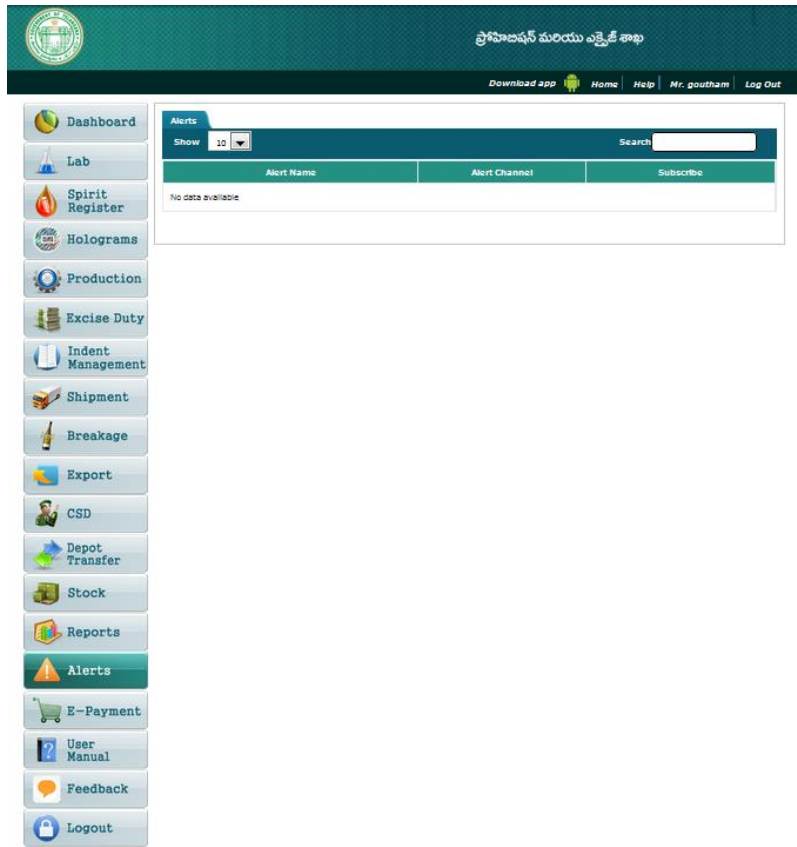 ప్రోహిబిషన్ మరియు ఎక్సైజ్ శాఖ
Download app Home Help Mr. goutham Log Out
Dashboard
Lab
Spirit
Register
Holograms
Production
Excise Duty
Indent
Management
Shipment
Breakage
Export
CSD
Depot
Transfer
Stock
Reports
Alerts
E-Payment
User
Manual
Feedback
Logout
Alerts
Show 10 Search
Alert Name Alert Channel Subscribe
No data available